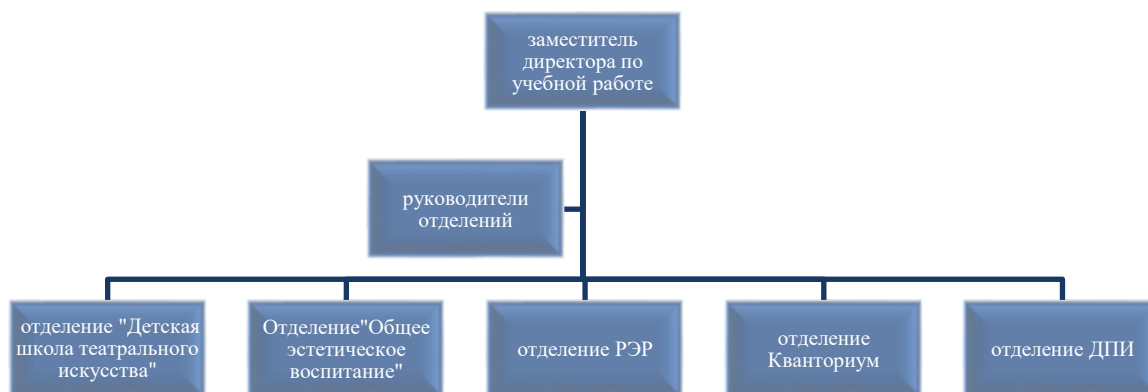 заместитель
директора по
учебной работе
руководители
отделений
отделение "Детская
школа театрального
искусства"
Отделение"Общее
эстетическое
воспитание"
отделение РЭР
отделение
Кванториум
отделение ДПИ